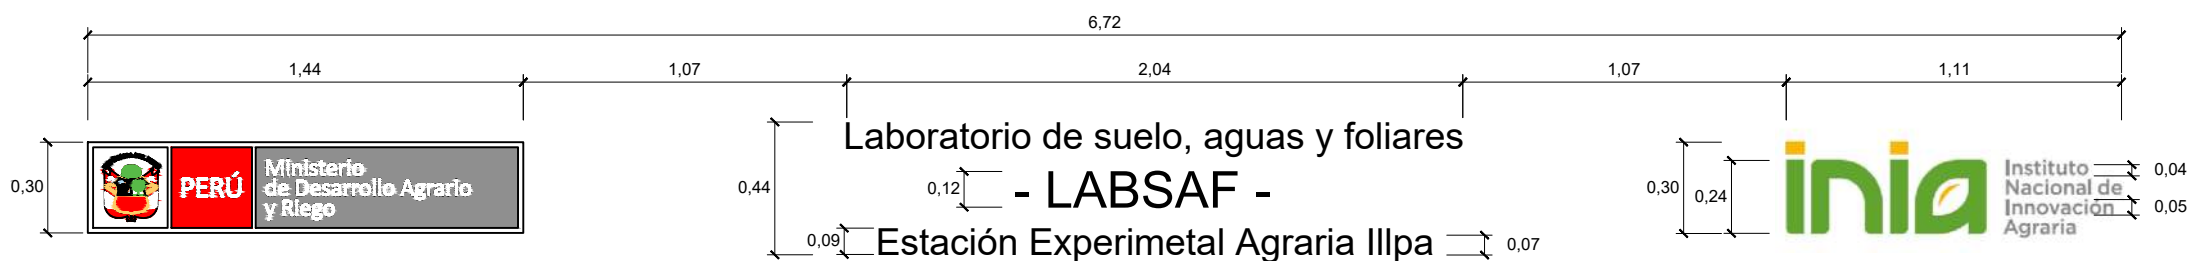 6,72
1,44 1,07 2,04 1,07 1,11
0,30
PERÚ
Ministerio
de Desarrollo Agrario
y Riego
0,44
Laboratorio de suelo, aguas y foliares
0,12
- LABSAF -
0,09
Estación Experimetal Agraria Illpa
0,07
0,30
0,24
inia
Instituto
Nacional de
Innovación
Agraria
0,04
0,05